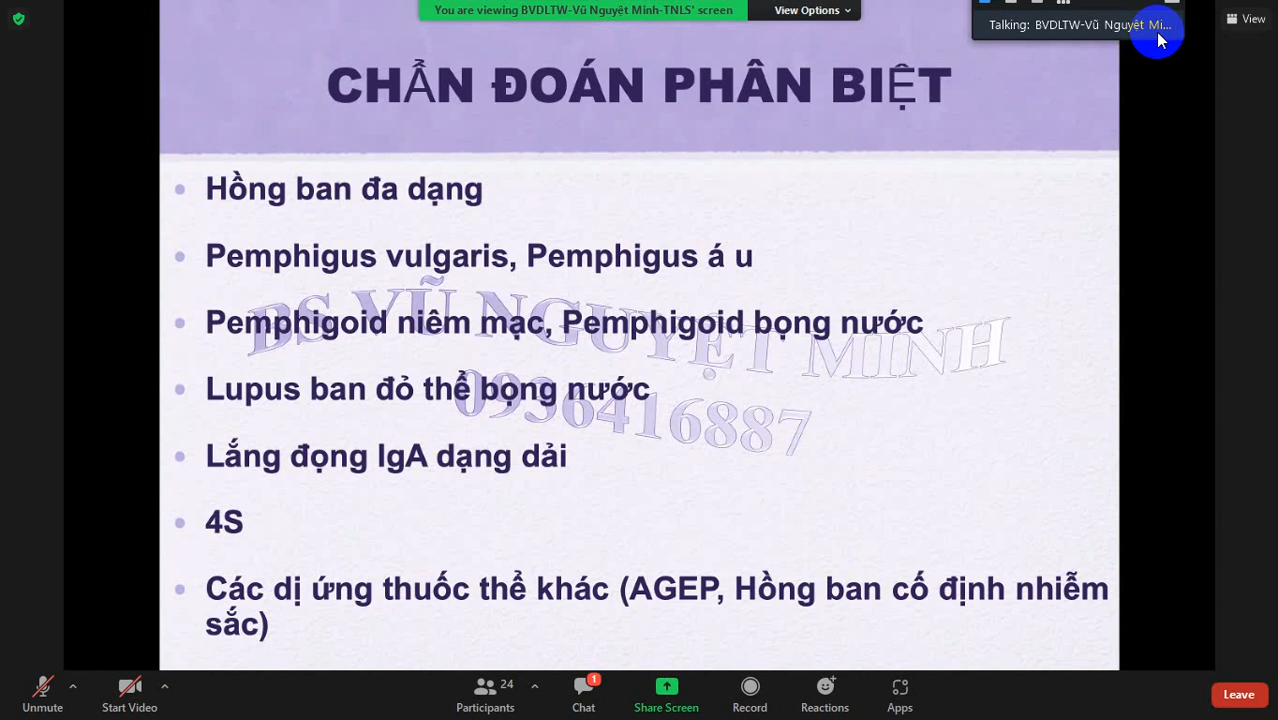 You are viewing BVDLTW-Vũ Nguyệt Minh-TNLS' screen
View Options
Talking: BVDLTW-Vũ Nguyệt Mi...
View
CHẨN ĐOÁN PHÂN BIỆT
Hồng ban đa dạng
Pemphigus vulgaris, Pemphigus á u
BS VŨ NGUYỆT MINH
Pemphigoid niêm mạc, Pemphigoid bọng nước
Lupus ban đỏ thể bọng nước
0936416887
Lắng đọng IgA dạng dải
4S
Các dị ứng thuốc thể khác (AGEP, Hồng ban cố định nhiễm
sắc)
Unmute
Start Video
24
Participants
1
Chat
Share Screen
Record
Reactions
Apps
Leave